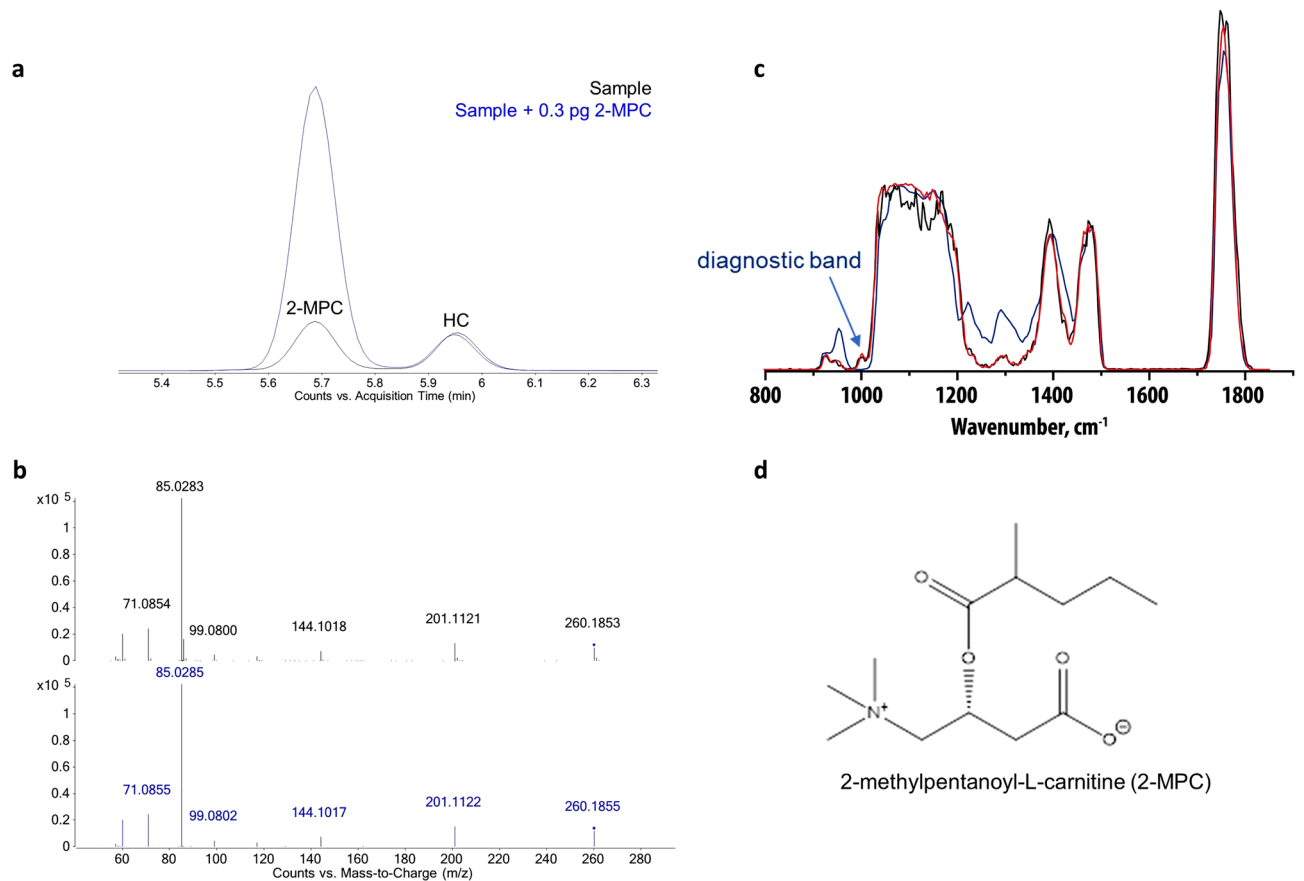 a
Sample
Sample + 0.3 pg 2-MPC
2-MPC
HC
5.4 5.5 5.6 5.7 5.8 5.9 6 6.1 6.2 6.3
Counts vs. Acquisition Time (min)
b
x10 5
85.0283
1
0.8
0.6
0.4
0.2
0
71.0854
99.0800
144.1018
201.1121
260.1853
x10 5
85.0285
1
0.8
0.6
0.4
0.2
0
71.0855
99.0802
144.1017
201.1122
260.1855
60 80 100 120 140 160 180 200 220 240 260 280
Counts vs. Mass-to-Charge (m/z)
c
diagnostic band
800 1000 1200 1400 1600 1800
Wavenumber, cm-1
d
O
O
O
N+
O
⊖
2-methylpentanoyl-L-carnitine (2-MPC)